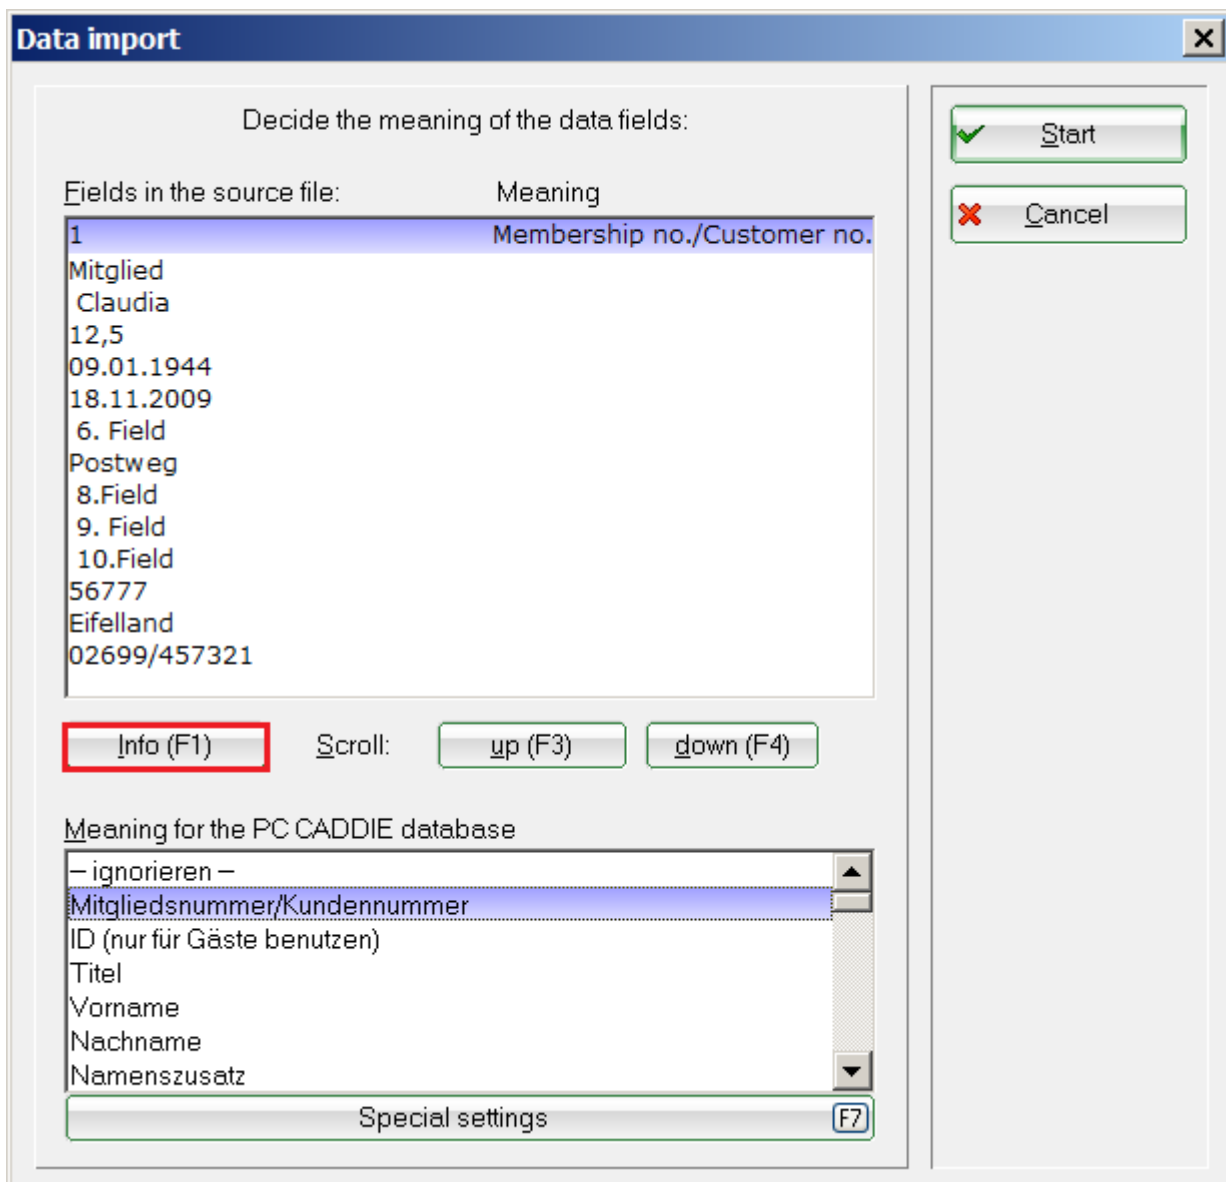 Data import
Decide the meaning of the data fields:
Start
Cancel
Fields in the source file: Meaning
1 Membership no./Customer no.
Mitglied
Claudia
12,5
09.01.1944
18.11.2009
6. Field
Postweg
8.Field
9. Field
10.Field
56777
Eifelland
02699/457321
Info (F1) Scroll: up (F3) down (F4)
Meaning for the PC CADDIE database
– ignorieren –
Mitgliedsnummer/Kundennummer
ID (nur für Gäste benutzen)
Titel
Vorname
Nachname
Namenszusatz
Special settings F7